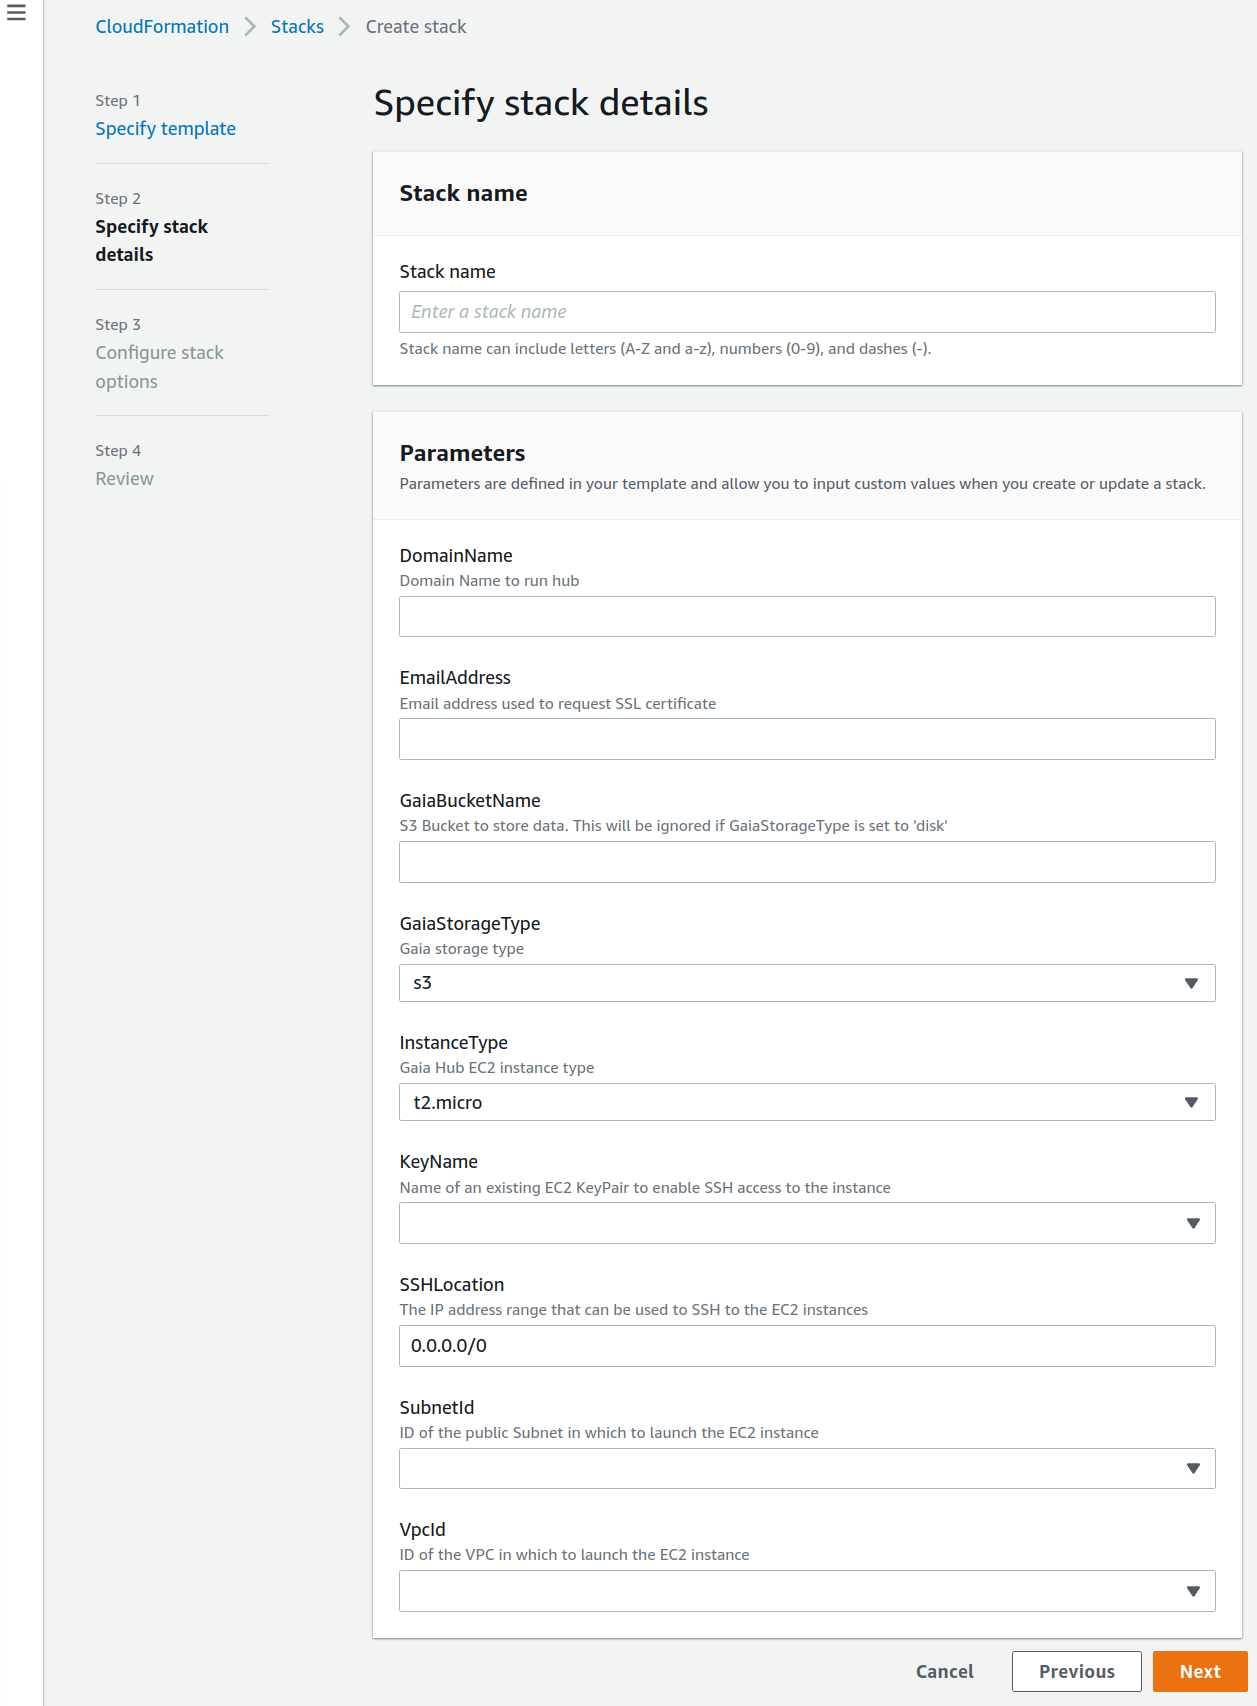 CloudFormation > Stacks > Create stack
Step 1
Specify template
Step 2
Specify stack
details
Step 3
Configure stack
options
Step 4
Review
Specify stack details
Stack name
Stack name
Enter a stack name
Stack name can include letters (A-Z and a-z), numbers (0-9), and dashes (-).
Parameters
Parameters are defined in your template and allow you to input custom values when you create or update a stack.
DomainName
Domain Name to run hub
EmailAddress
Email address used to request SSL certificate
GaiaBucketName
S3 Bucket to store data. This will be ignored if GaiaStorageType is set to 'disk'
GaiaStorageType
Gaia storage type
s3
InstanceType
Gaia Hub EC2 instance type
t2.micro
KeyName
Name of an existing EC2 KeyPair to enable SSH access to the instance
SSHLocation
The IP address range that can be used to SSH to the EC2 instances
0.0.0.0/0
SubnetId
ID of the public Subnet in which to launch the EC2 instance
VpcId
ID of the VPC in which to launch the EC2 instance
Cancel
Previous
Next